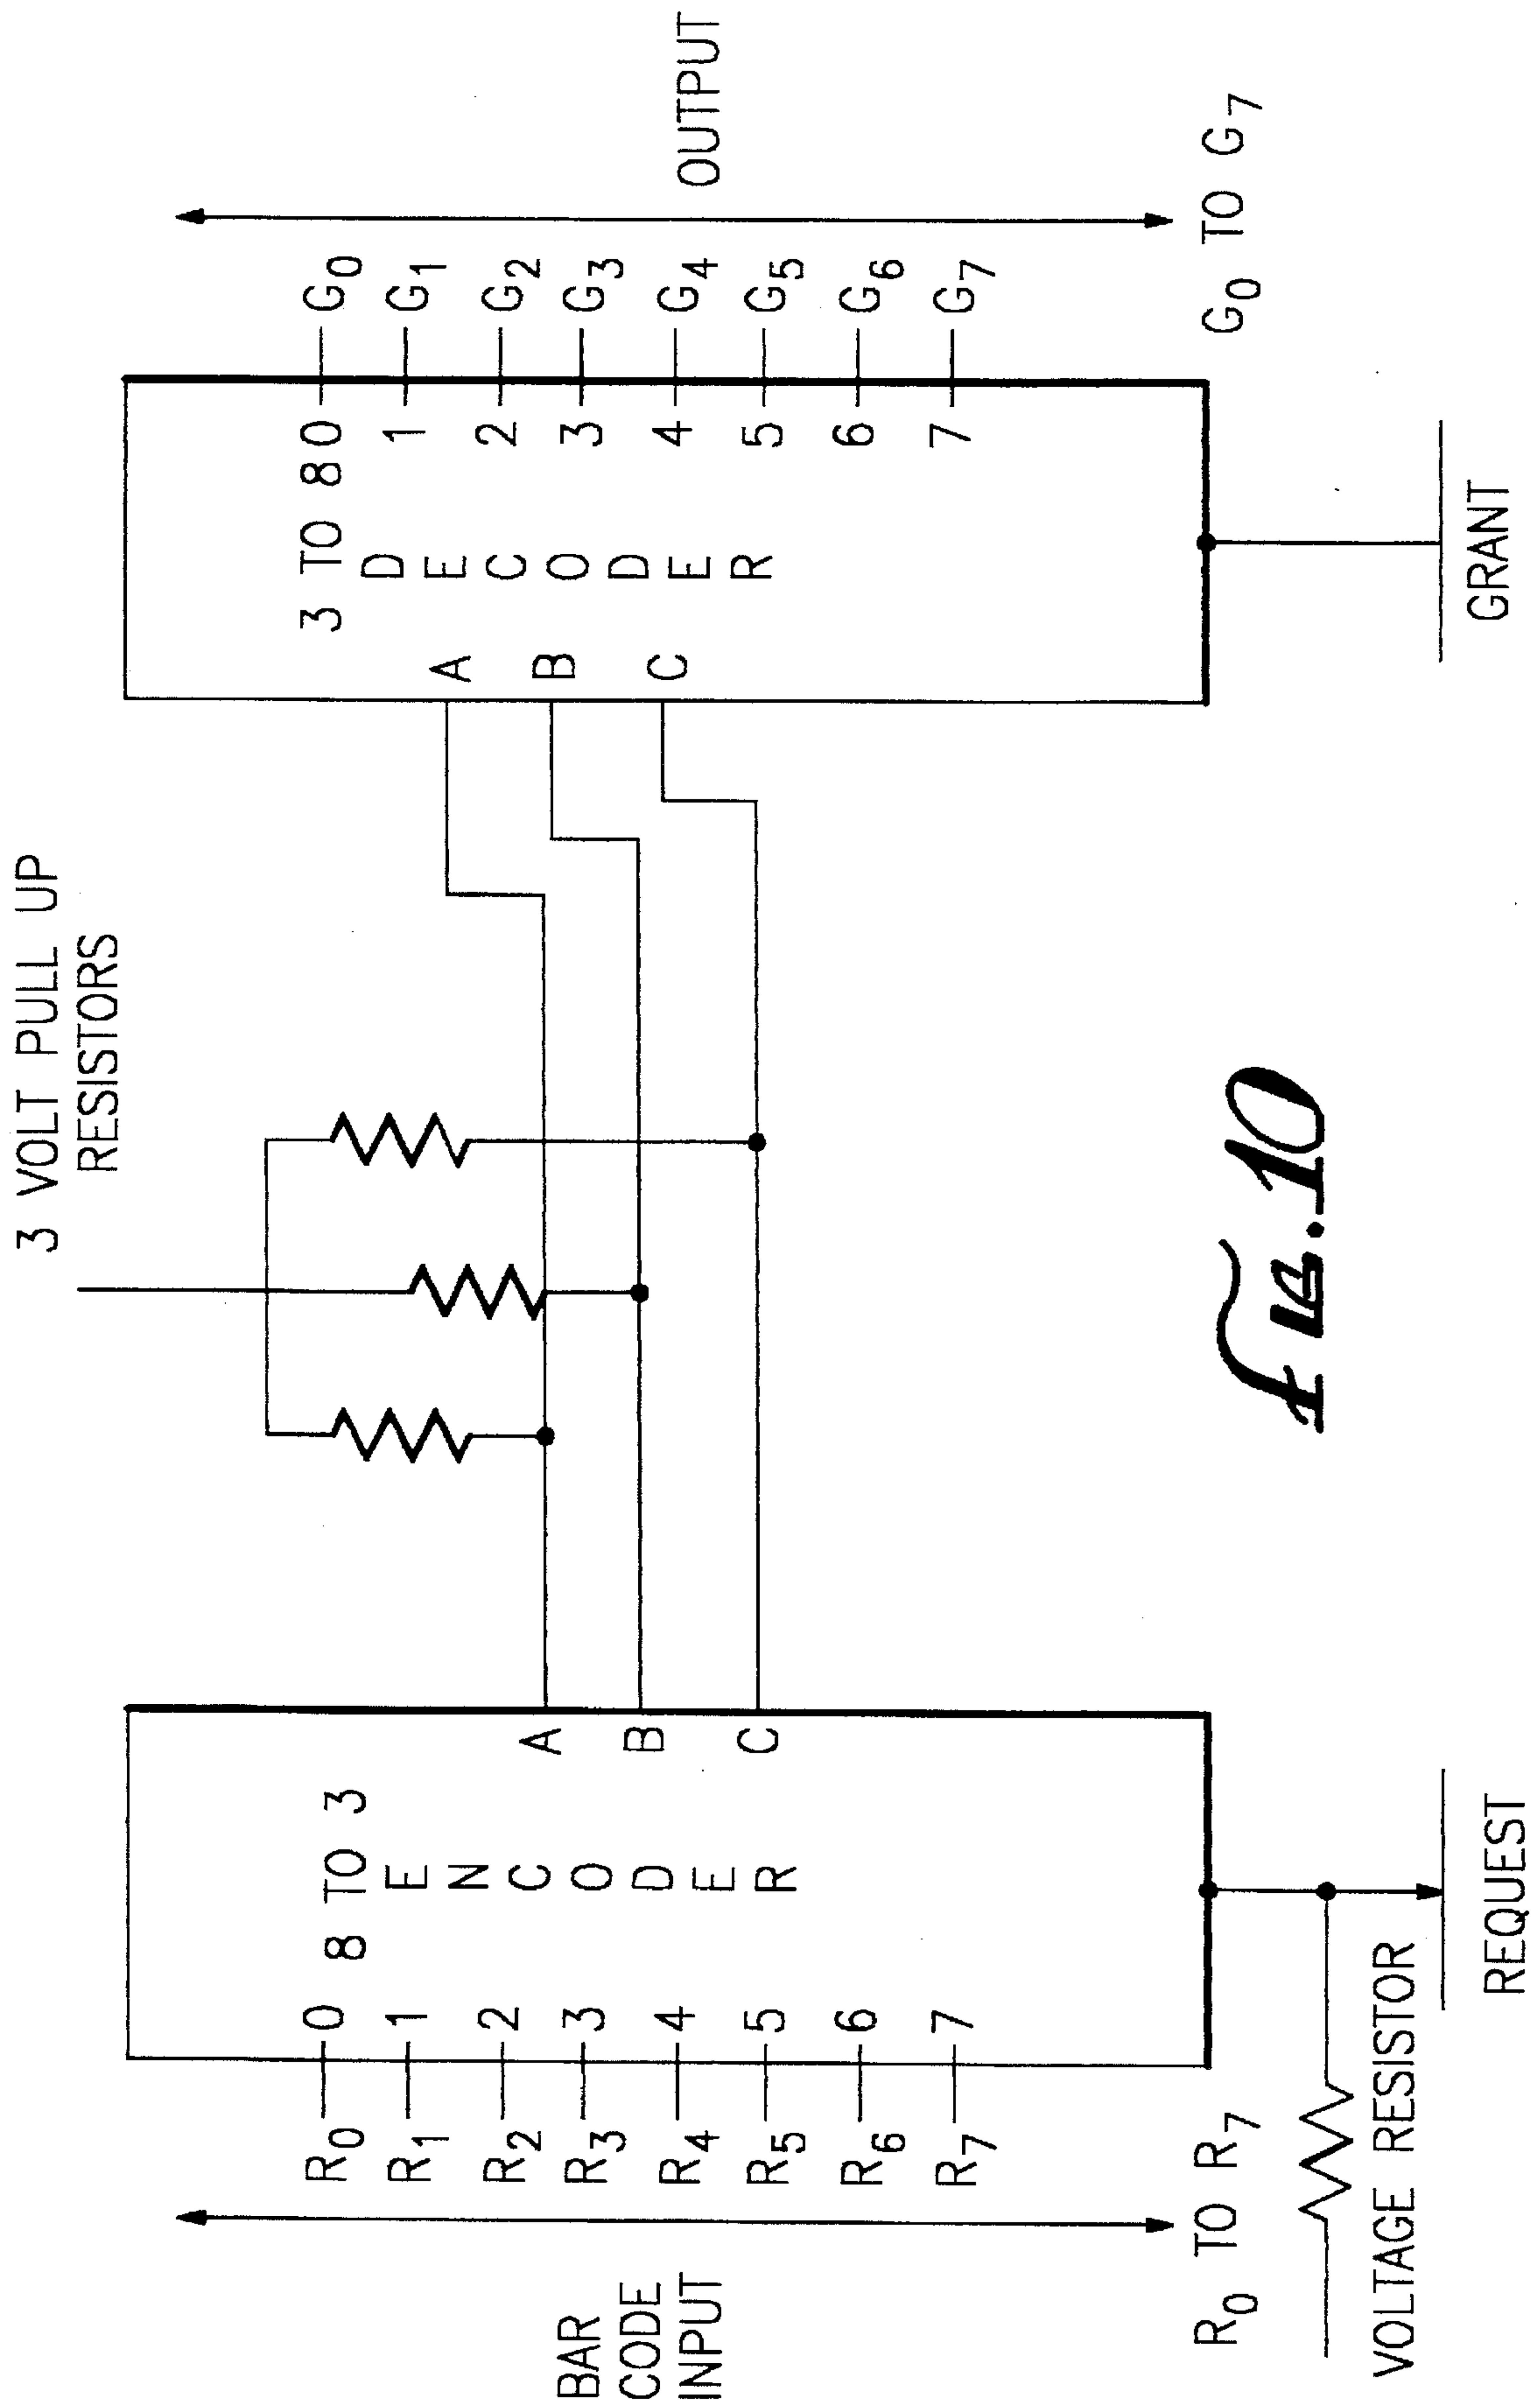 3 VOLT PULL UP
RESISTORS
BAR
CODE
INPUT
R0
R1
R2
R3
R4
R5
R6
R7
R0 TO R7
0
1
2
3
4
5
6
7
8 TO 3
E
N
C
O
D
E
R
A
B
C
VOLTAGE RESISTOR
REQUEST
A
B
C
3 TO 8
D
E
C
O
D
E
R
0
1
2
3
4
5
6
7
G0
G1
G2
G3
G4
G5
G6
G7
OUTPUT
G0 TO G7
GRANT
FIG. 10